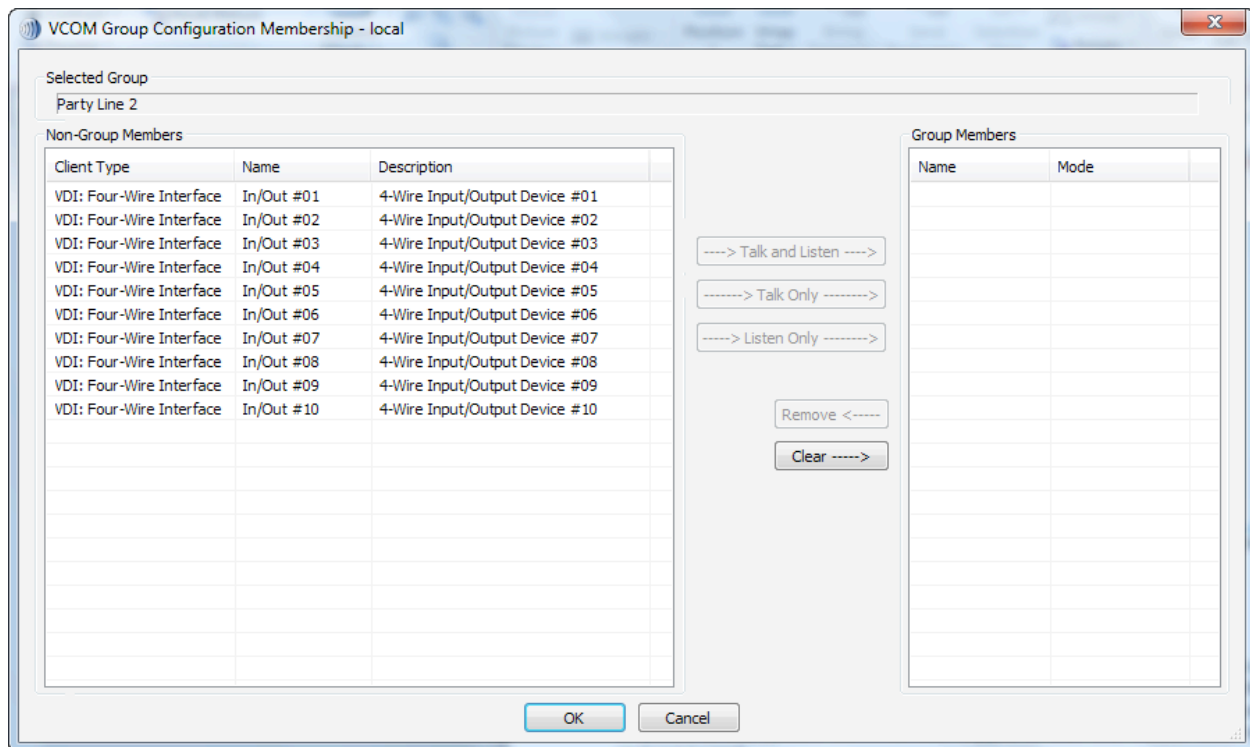 VCOM Group Configuration Membership - local
Selected Group
Party Line 2
Non-Group Members
Client Type Name Description
VDI: Four-Wire Interface In/Out #01 4-Wire Input/Output Device #01
VDI: Four-Wire Interface In/Out #02 4-Wire Input/Output Device #02
VDI: Four-Wire Interface In/Out #03 4-Wire Input/Output Device #03
VDI: Four-Wire Interface In/Out #04 4-Wire Input/Output Device #04
VDI: Four-Wire Interface In/Out #05 4-Wire Input/Output Device #05
VDI: Four-Wire Interface In/Out #06 4-Wire Input/Output Device #06
VDI: Four-Wire Interface In/Out #07 4-Wire Input/Output Device #07
VDI: Four-Wire Interface In/Out #08 4-Wire Input/Output Device #08
VDI: Four-Wire Interface In/Out #09 4-Wire Input/Output Device #09
VDI: Four-Wire Interface In/Out #10 4-Wire Input/Output Device #10
----> Talk and Listen ---->
-------> Talk Only -------->
-----> Listen Only -------->
Remove <-----
Clear ----->
Group Members
Name Mode
OK
Cancel